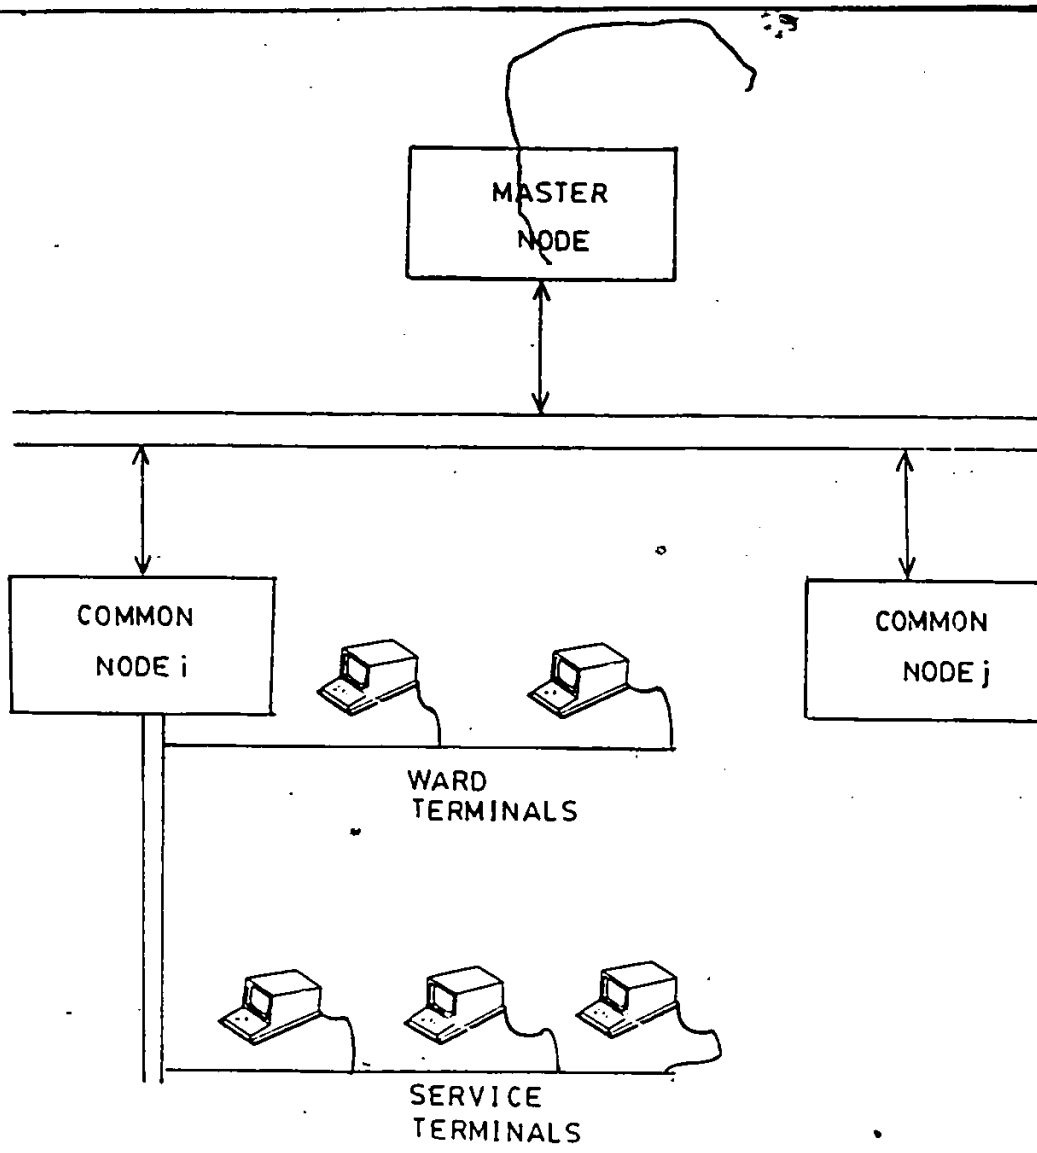 MASTER
NODE
COMMON
NODE i
COMMON
NODE j
WARD
TERMINALS
SERVICE
TERMINALS